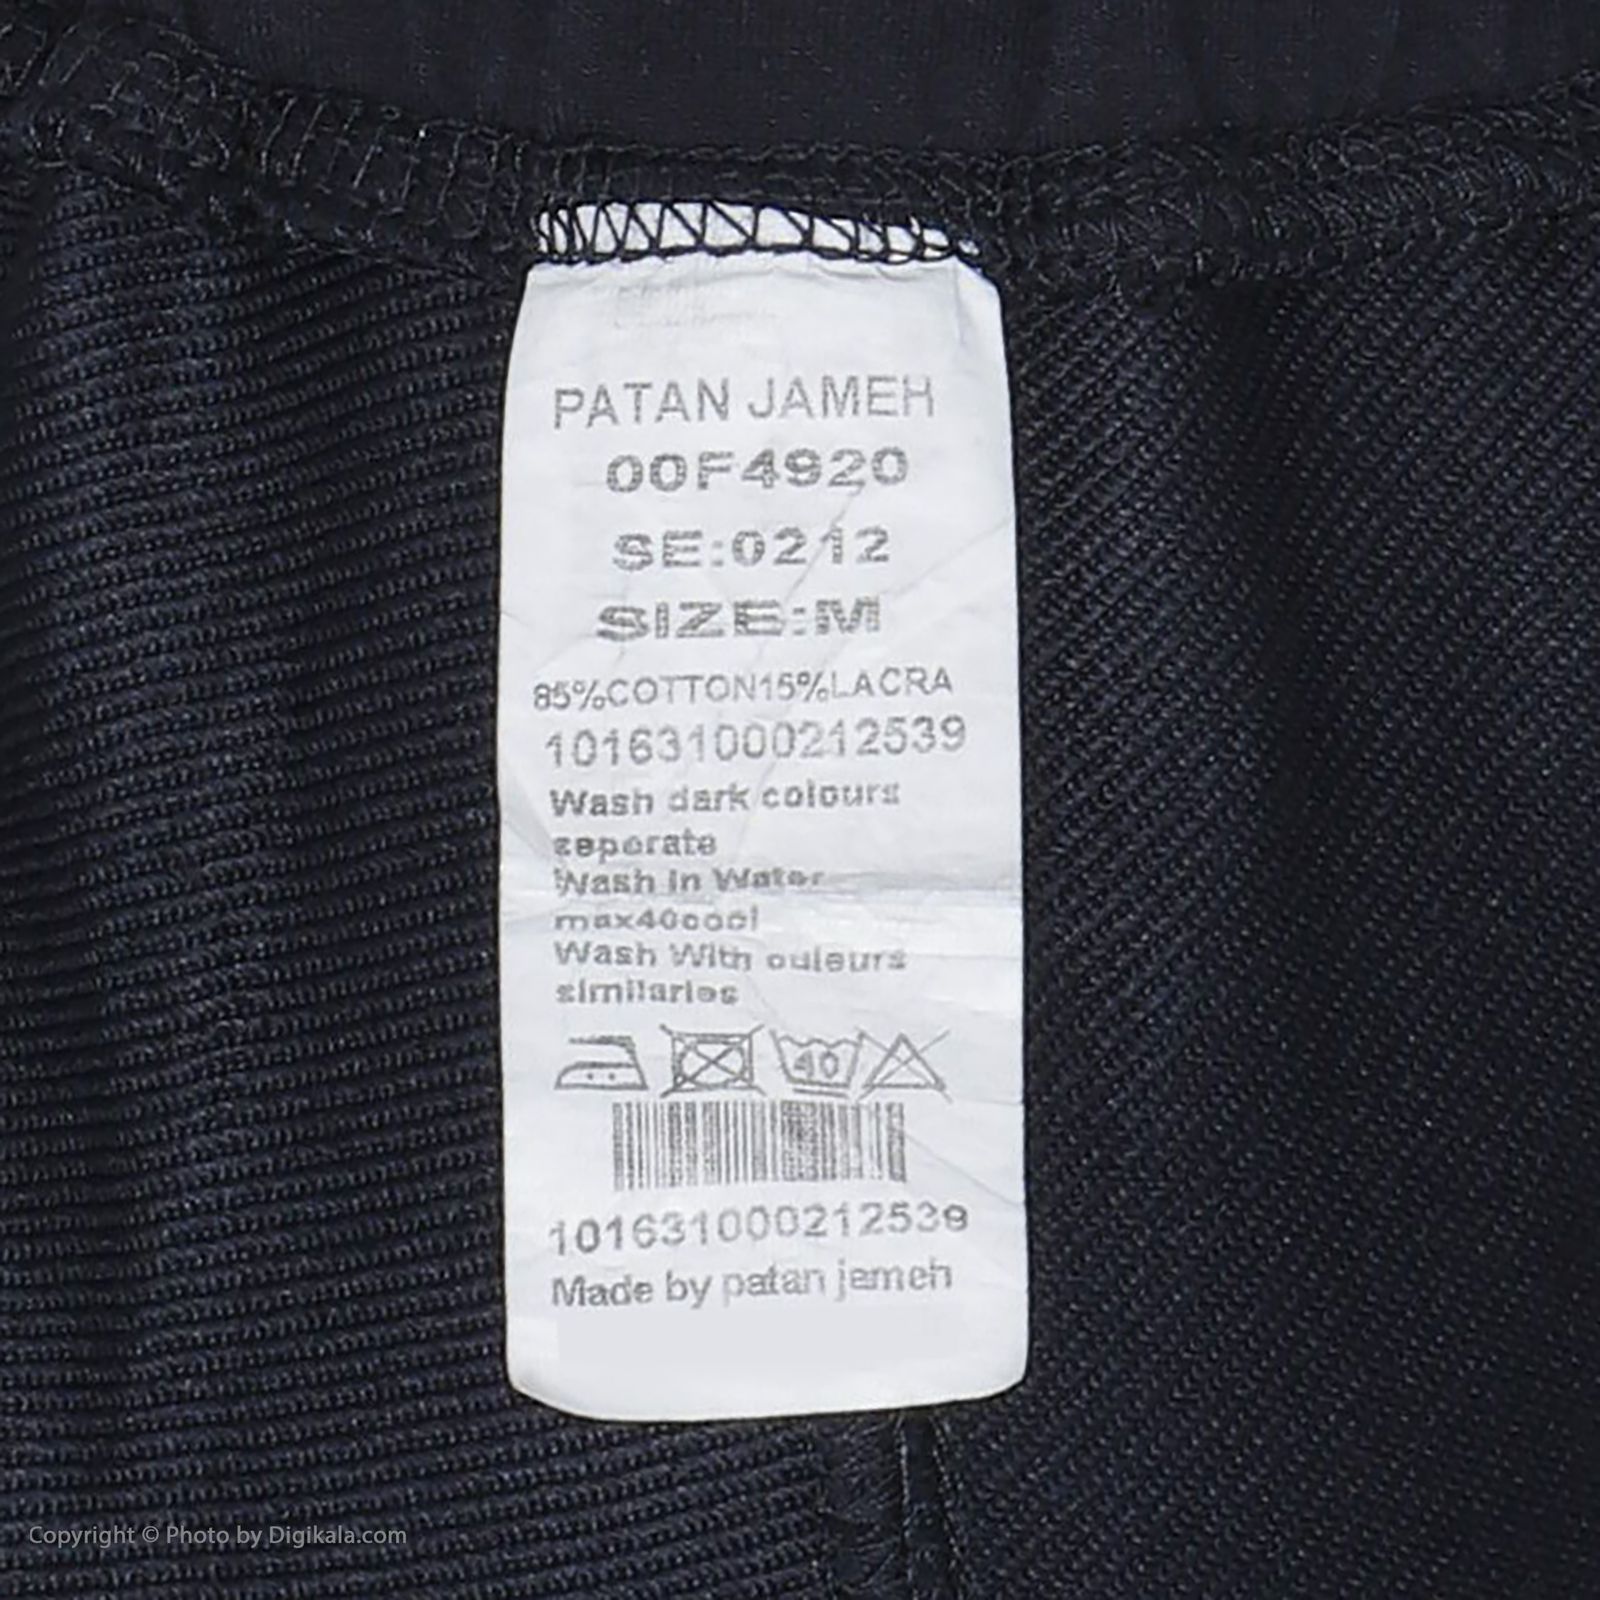 PATAN JAMEH
00F4920
SE:0212
SIZE:M
85%COTTON15%LACRA
101631000212539
Wash dark colours
seperate
Wash in Water
max40cool
Wash With culeurs
similaries
40
101631000212539
Made by patan jameh
Copyright © Photo by Digikala.com